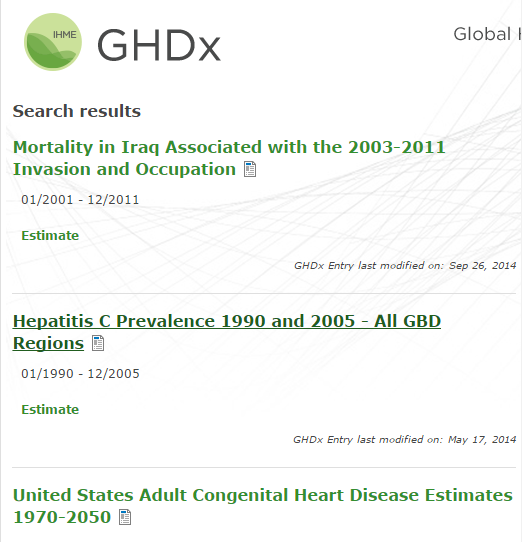 IHME
GHDx
Global
Search results
Mortality in Iraq Associated with the 2003-2011
Invasion and Occupation
01/2001 - 12/2011
Estimate
GHDx Entry last modified on: Sep 26, 2014
Hepatitis C Prevalence 1990 and 2005 - All GBD
Regions
01/1990 - 12/2005
Estimate
GHDx Entry last modified on: May 17, 2014
United States Adult Congenital Heart Disease Estimates
1970-2050